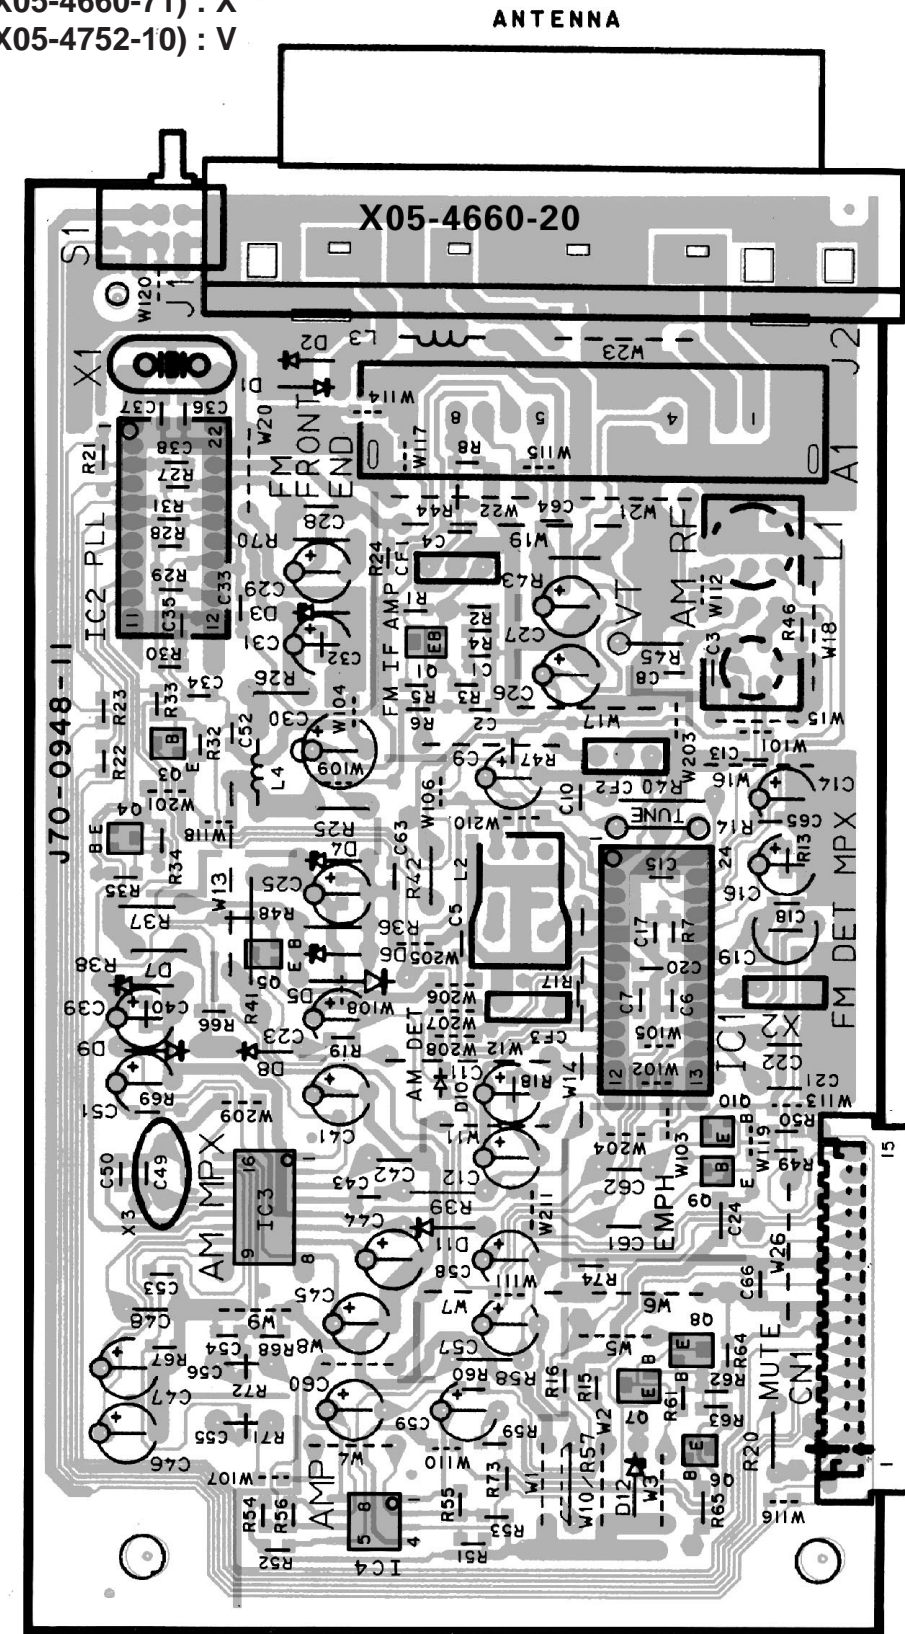 X05-4660-71) : X
X05-4752-10) : V
ANTENNA
X05-4660-20
S1
J1
W120
X1
D2
L3
W23
J2
D1
W114
C37
C36
W20
FM
FRONT
END
8
5
4
1
W117
R8
W115
A1
1
22
R21
C38
R27
R31
R28
R29
C35
C33
11
12
IC2 PLL
R30
R70
C28
R44
W22
C64
W21
C4
W19
R24
CF1
R43
C29
D3
C31
C32
R26
C34
R1
FM IF AMP
EB
R2
R4
C1
R3
R5
R6
C2
C27
C26
VT
R45
C8
AM RF
W112
L1
R46
W18
C3
W15
J70-0948-11
R23
R33
R22
B
Q3
E
R32
C52
L4
C30
W104
W109
W17
W203
W101
C13
W16
C9
R47
C10
CF2
R40
TUNE
C14
W201
Q4
B E
W118
R34
R35
R25
W106
W210
R14
C65
R13
C63
R42
L2
D4
C25
C15
24
C16
W13
R37
R48
R36
C5
C17
R7
C18
C19
C20
D6
W205
R38
D7
Q5
E
B
R41
D5
W108
W206
W207
W208
R17
CF3
C7
C6
W105
W102
12
13
IC1
X2
FM DET MPX
C39
C40
R66
C23
R19
D9
D8
AM DET
W12
C11
D10
R18
W14
C22
C21
W113
C51
R69
W209
C41
W11
C12
Q10
B
E
W103
W119
R50
R49
W204
B
E
Q9
C62
C24
C50
C49
X3
AM MPX
16
1
IC3
9
8
C43
C42
R39
C44
D11
C58
W211
W111
C61
EMPH
R74
W26
C66
15
C53
C48
W9
C45
W7
W6
C54
R68
W8
C57
W5
Q8
E
R64
MUTE
CN1
R67
C56
R72
C60
R60
R58
R16
R15
B
E
Q7
B
R61
R62
R63
C47
C55
R71
C59
R59
W2
E
B
Q6
R20
C46
W107
W4
W110
R73
W1
W10/R57
D12
W3
R65
W116
1
R54
R56
AMP
8
1
5
4
IC4
R55
R53
R52
R51